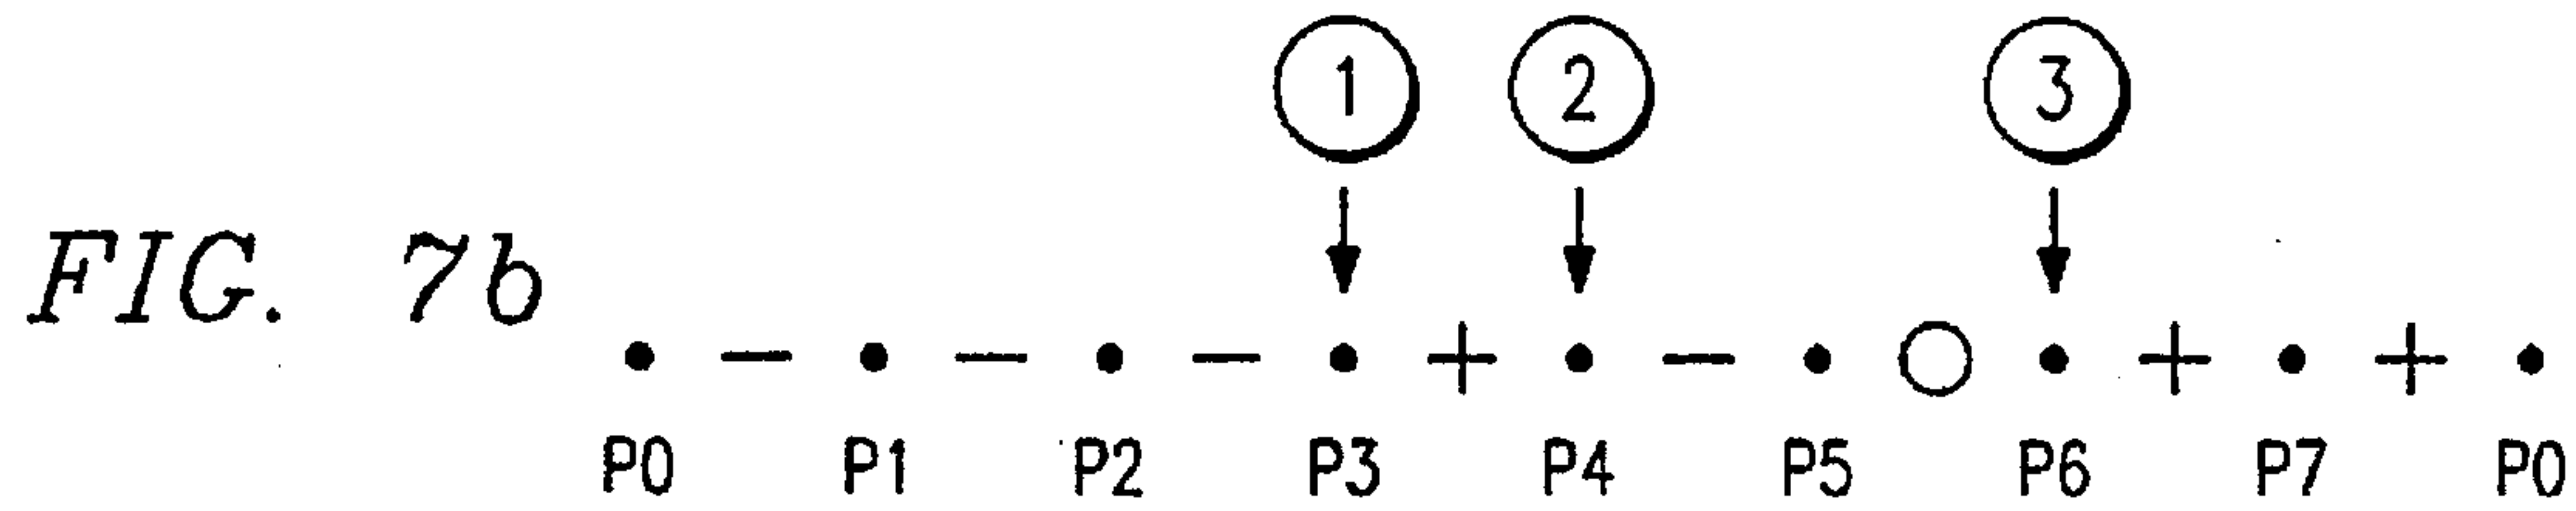 1 2 3
FIG. 7b
• — • — • — • + • — • ○ • + • + •
P0 P1 P2 P3 P4 P5 P6 P7 P0